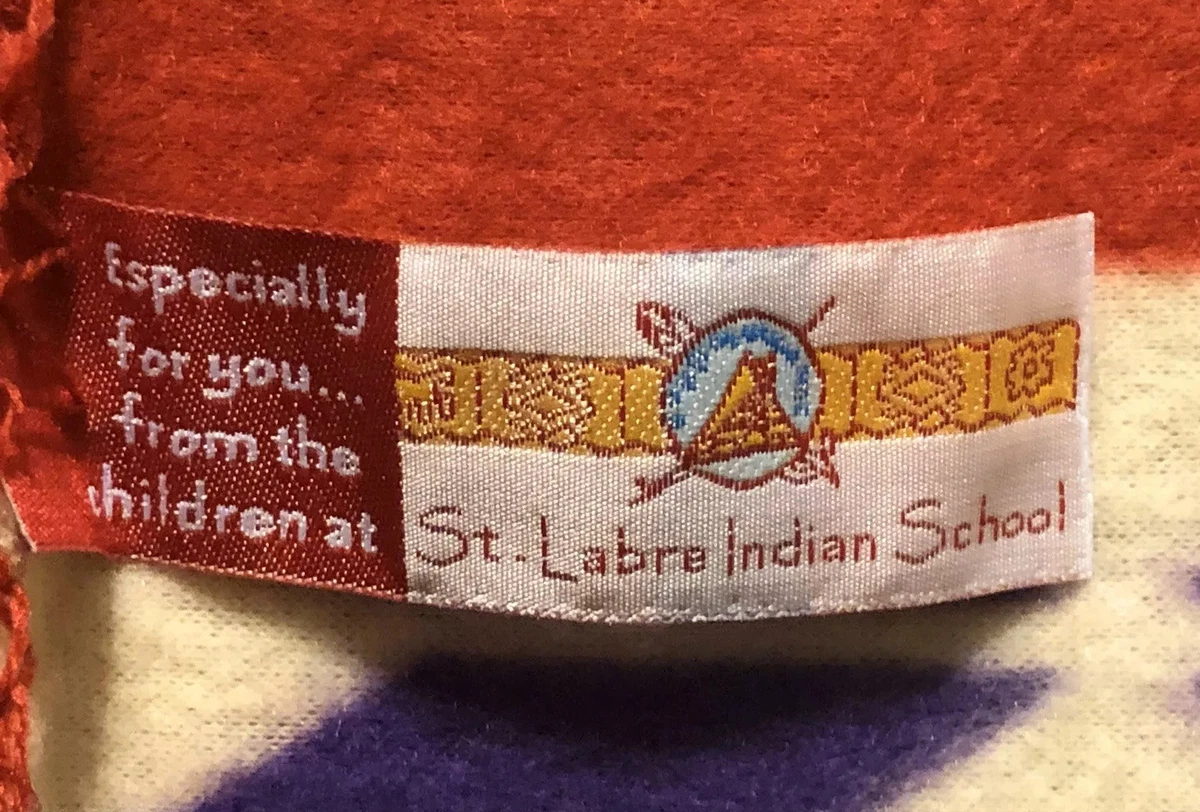 Especially
for you...
from the
children at
St. Labre Indian School